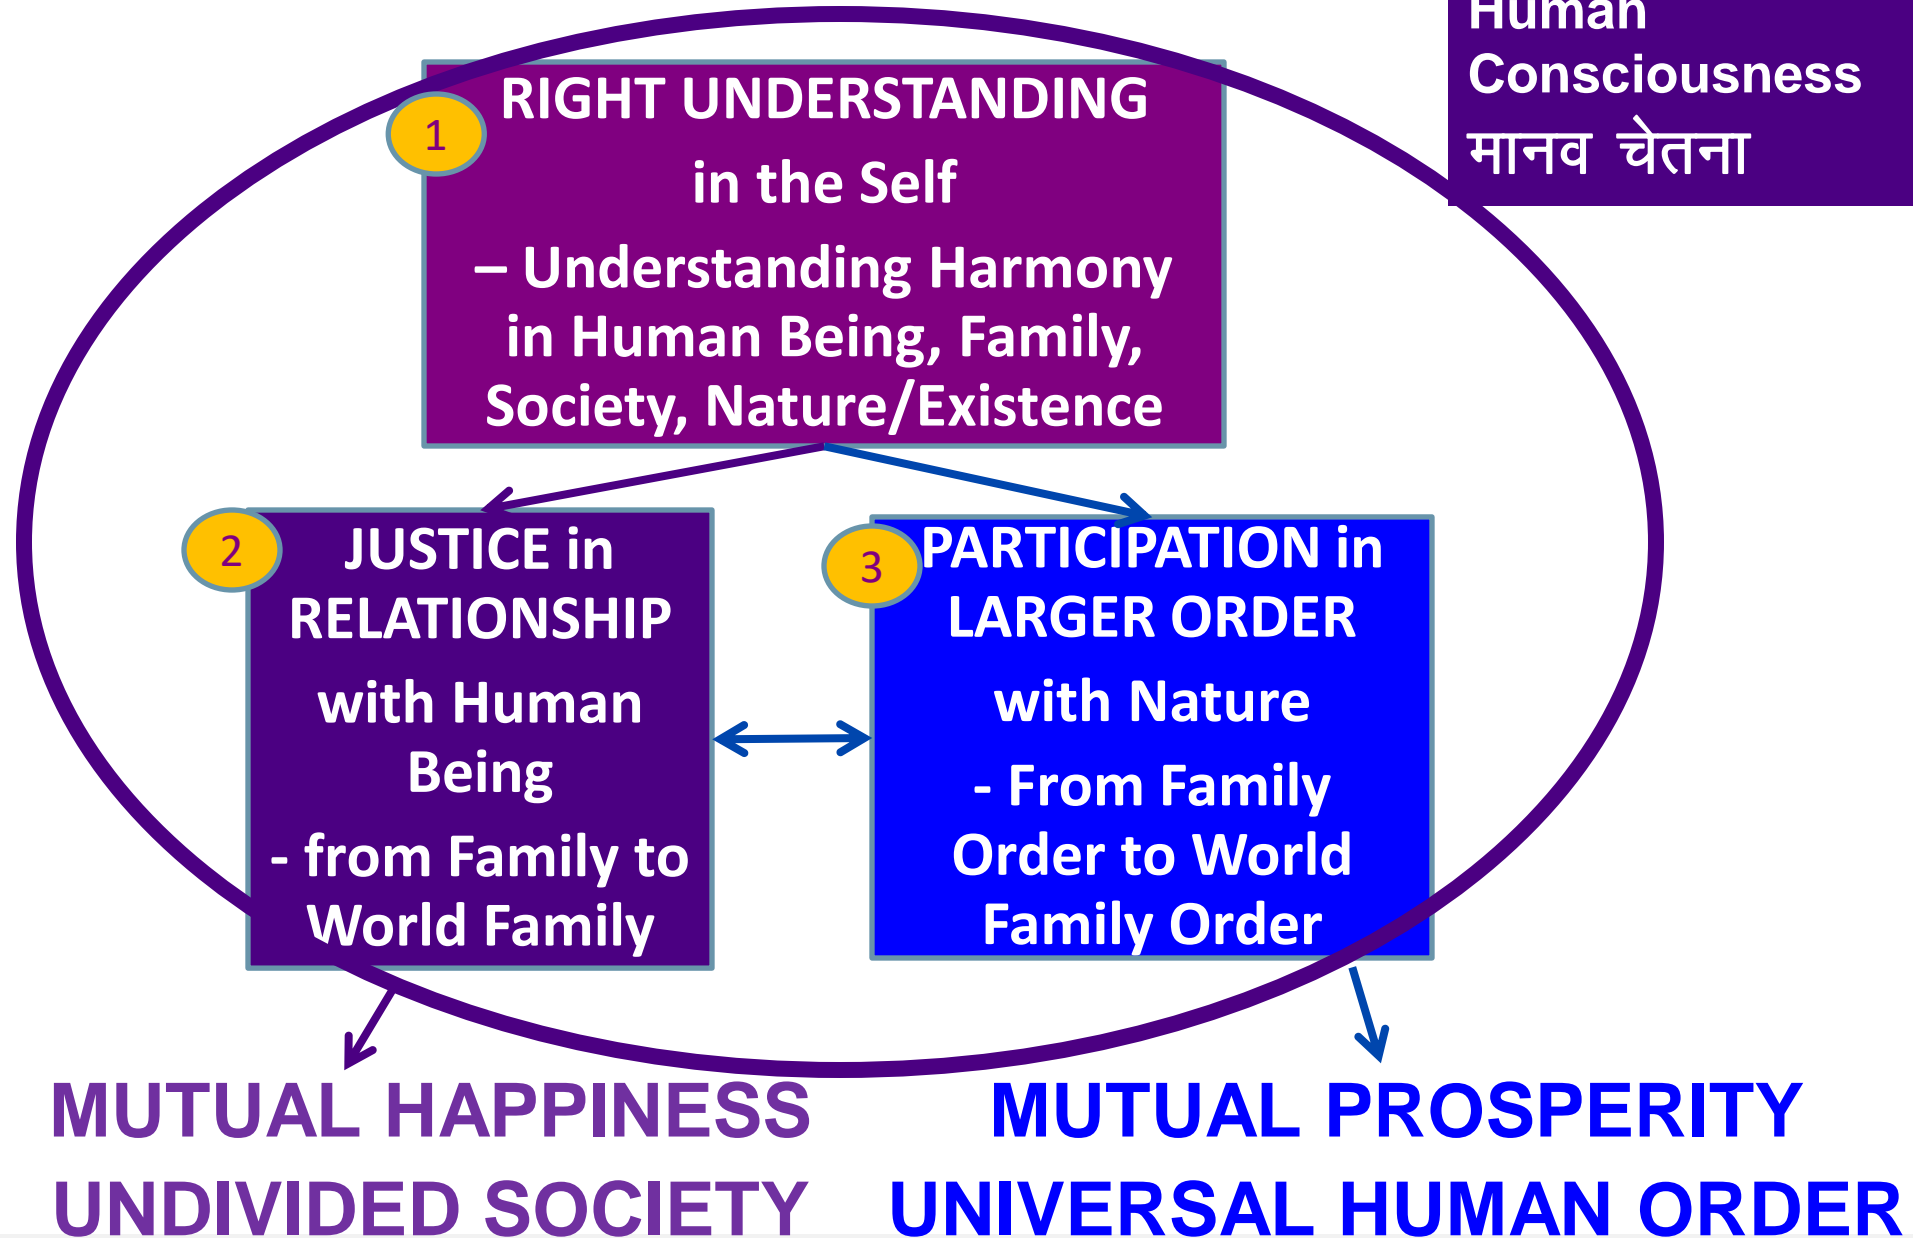 Human
Consciousness
मानव चेतना
1
RIGHT UNDERSTANDING
in the Self
– Understanding Harmony
in Human Being, Family,
Society, Nature/Existence
2
JUSTICE in
RELATIONSHIP
with Human
Being
- from Family to
World Family
3
PARTICIPATION in
LARGER ORDER
with Nature
- From Family
Order to World
Family Order
MUTUAL HAPPINESS
UNDIVIDED SOCIETY
MUTUAL PROSPERITY
UNIVERSAL HUMAN ORDER